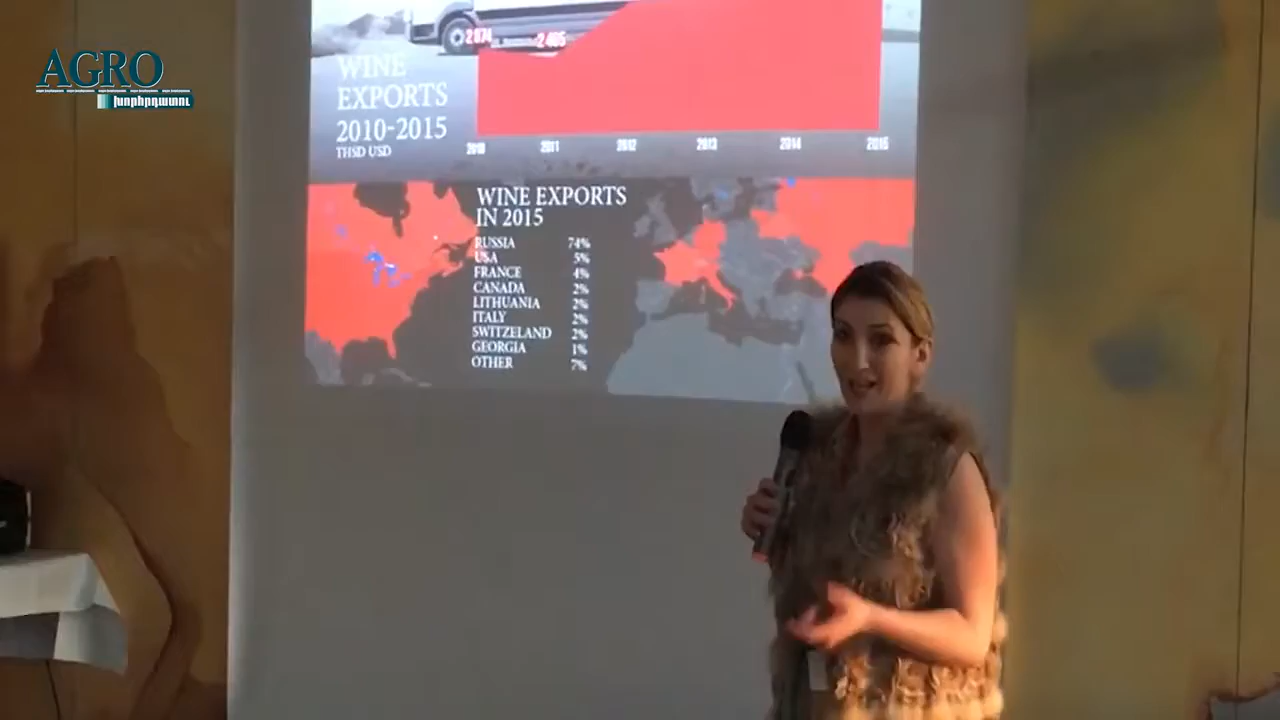 AGRO
խորհրդատու
2 074
2 405
WINE
EXPORTS
2010-2015
THSD USD
2010 2011 2012 2013 2014 2015
WINE EXPORTS
IN 2015
RUSSIA 74%
USA 5%
FRANCE 4%
CANADA 2%
LITHUANIA 2%
ITALY 2%
SWITZELAND 2%
GEORGIA 1%
OTHER 7%